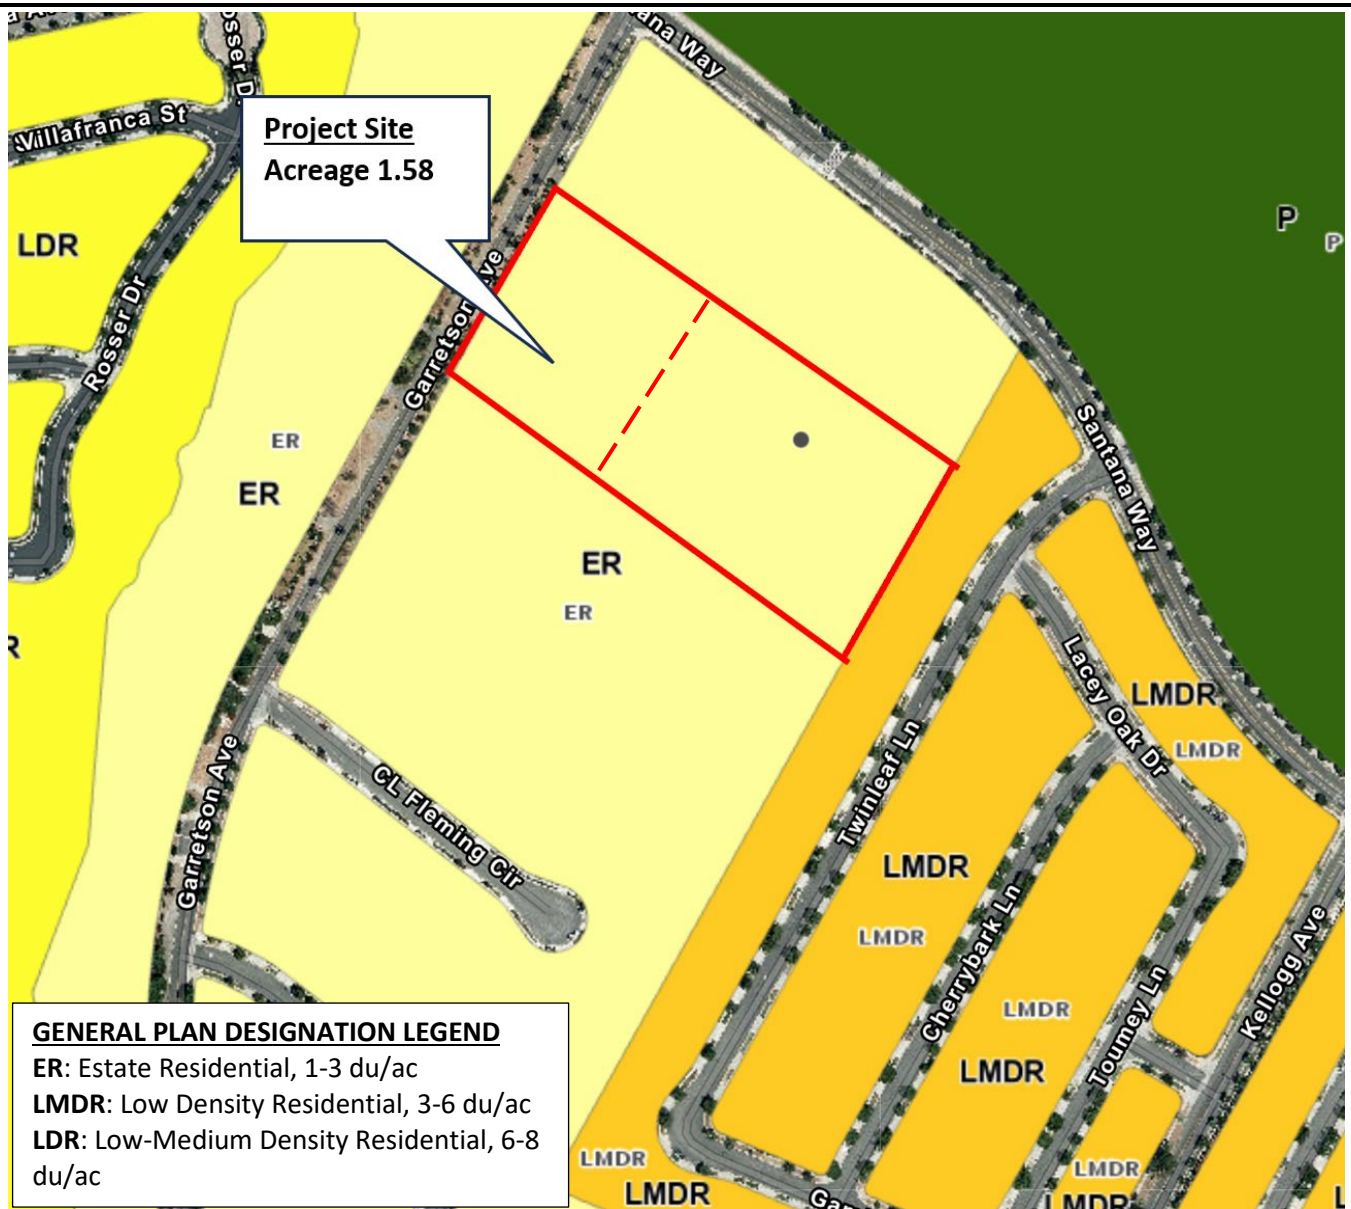 Santana Way
Villafranca St
Project Site
Acreage 1.58
LDR
Rosser Dr
Garretson Ave
P
P
ER
ER
ER
ER
Santana Way
Lacey Oak Dr
LMDR
LMDR
Garretson Ave
CL Fleming Cir
Twinleaf Ln
LMDR
LMDR
Cherrybark Ln
LMDR
LMDR
Toumey Ln
Kellogg Ave
GENERAL PLAN DESIGNATION LEGEND
ER: Estate Residential, 1-3 du/ac
LMDR: Low Density Residential, 3-6 du/ac
LDR: Low-Medium Density Residential, 6-8
du/ac
LMDR
LMDR
LMDR
LMDR